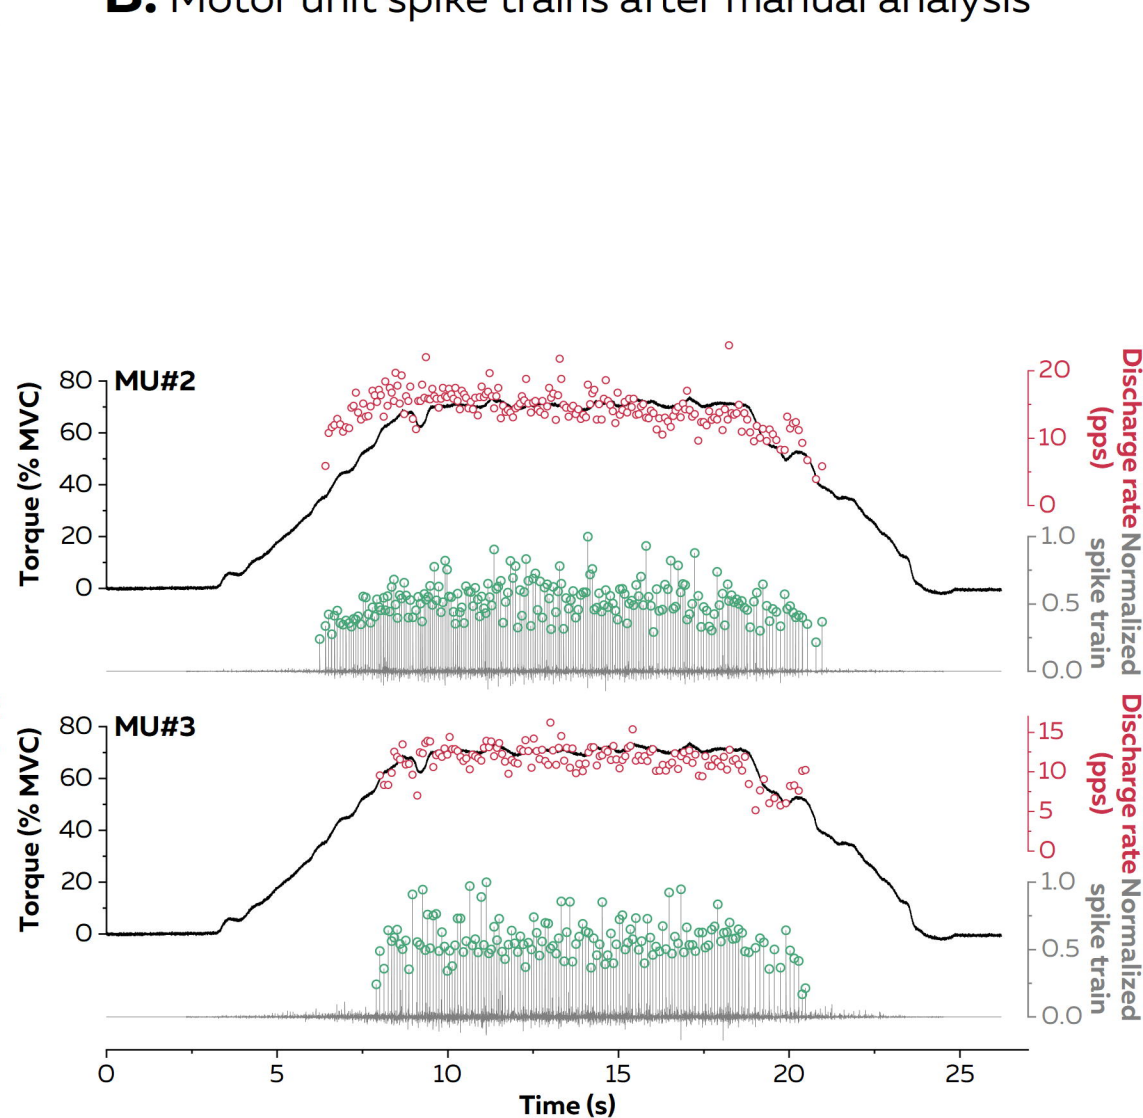 B. Motor unit spike trains after manual analysis
MU#2
Torque (% MVC)
80
60
40
20
0
20
10
0
Discharge rate
(pps)
1.0
0.5
0.0
Normalized
spike train
MU#3
Torque (% MVC)
80
60
40
20
0
15
10
5
0
Discharge rate
(pps)
1.0
0.5
0.0
Normalized
spike train
0 5 10 15 20 25
Time (s)